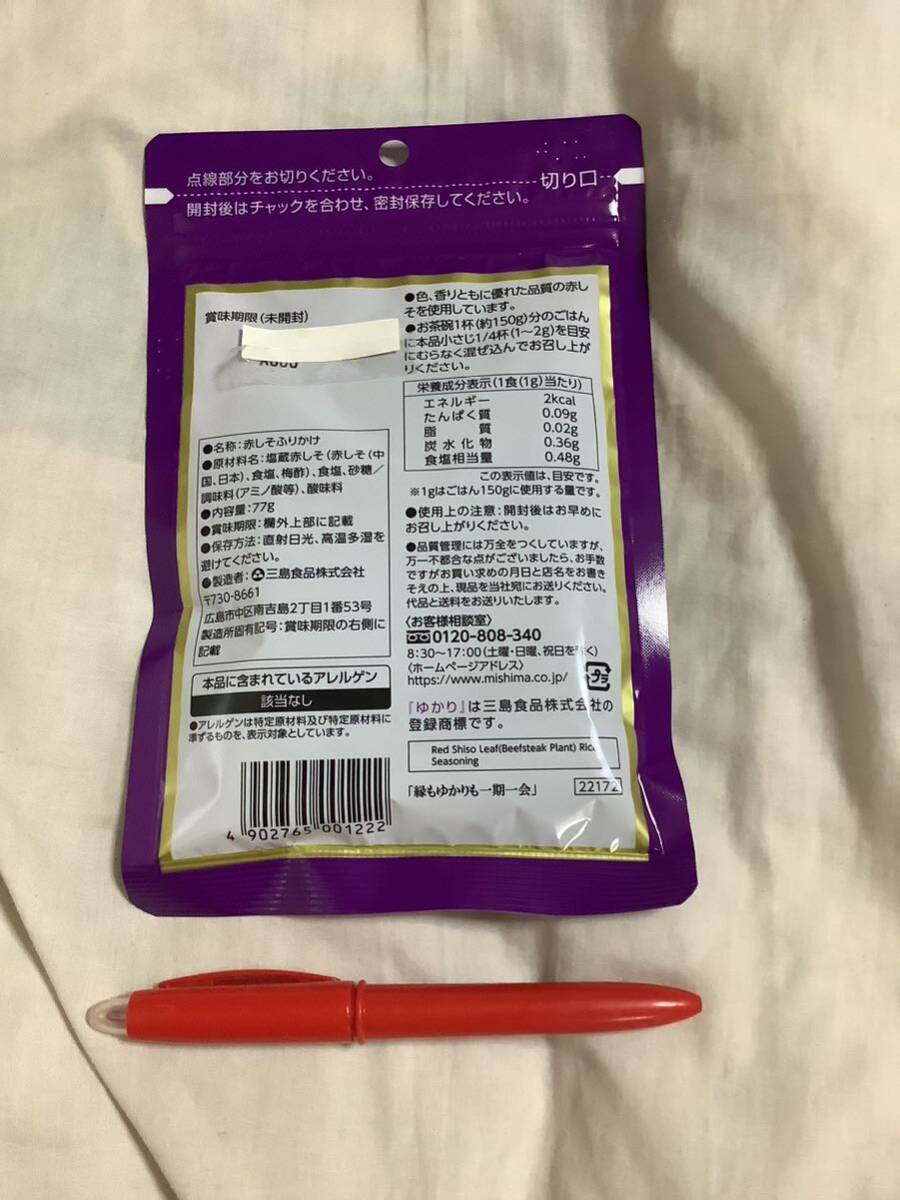 点線部分をお切りください。
切り口
開封後はチャックを合わせ、密封保存してください。
賞味期限(未開封)
●名称:赤しそふりかけ
●原材料名:塩蔵赤しそ(赤しそ(中
国、日本)、食塩、梅酢)、食塩、砂糖/
調味料(アミノ酸等)、酸味料
●内容量:77g
●賞味期限:欄外上部に記載
●保存方法:直射日光、高温多湿を
避けてください。
●製造者:三島食品株式会社
〒730-8661
広島市中区南吉島2丁目1番53号
製造所固有記号:賞味期限の右側に
記載
本品に含まれているアレルゲン
該当なし
●アレルゲンは特定原材料及び特定原材料に
準ずるものを、表示対象としています。
4 902765 001222
●色、香りともに優れた品質の赤し
そを使用しています。
●お茶碗1杯(約150g)分のごはん
に本品小さじ1/4杯(1〜2g)を目安
にむらなく混ぜ込んでお召し上が
りください。
栄養成分表示(1食(1g)当たり)
エネルギー 2kcal
たんぱく質 0.09g
脂質 0.02g
炭水化物 0.36g
食塩相当量 0.48g
この表示値は、目安です。
※1gはごはん150gに使用する量です。
●使用上の注意:開封後はお早めに
お召し上がりください。
●品質管理には万全をつくしていますが、
万一不都合な点がございましたら、お手数
ですがお買い求めの月日と店名をお書き
そえの上、現品を当社宛にお送りください。
代品と送料をお送りいたします。
〈お客様相談室〉
0120-808-340
8:30〜17:00(土曜・日曜、祝日を除く)
〈ホームページアドレス〉
https://www.mishima.co.jp/
プラ
『ゆかり』は三島食品株式会社の
登録商標です。
Red Shiso Leaf(Beefsteak Plant) Rice
Seasoning
「縁もゆかりも一期一会」
22172